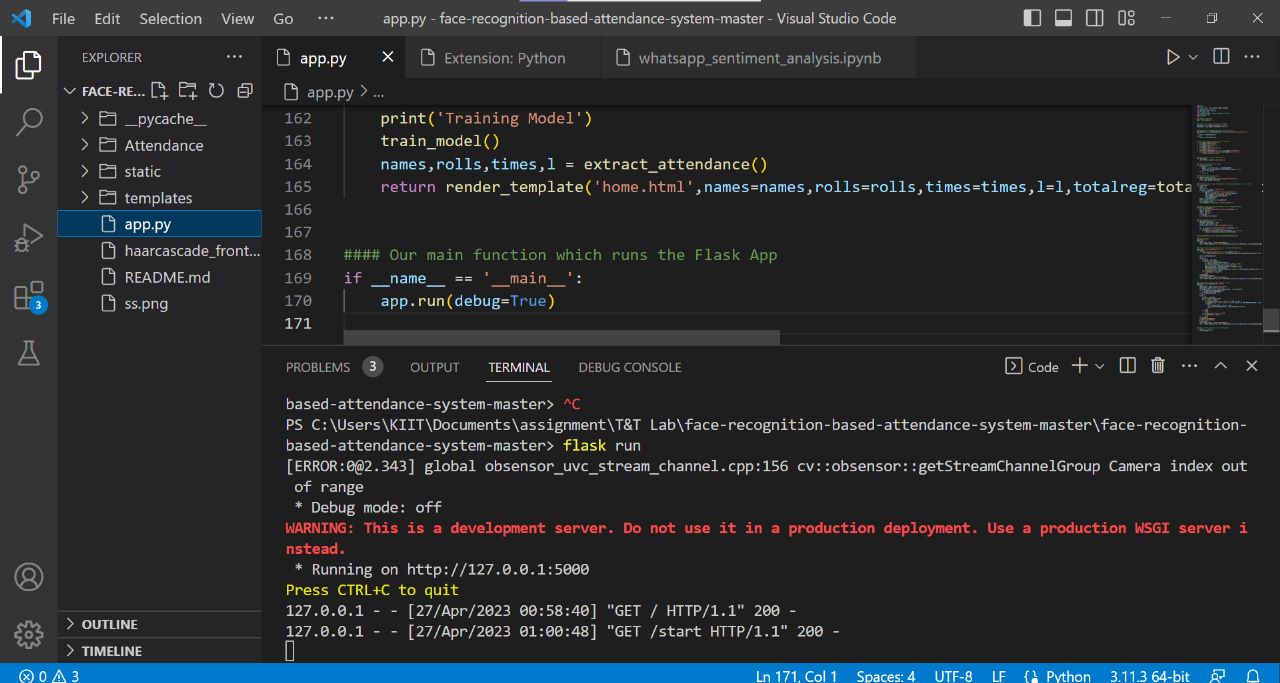 File Edit Selection View Go ··· app.py - face-recognition-based-attendance-system-master - Visual Studio Code
EXPLORER ··· app.py Extension: Python whatsapp_sentiment_analysis.ipynb
FACE-RE... app.py > ...
__pycache__
Attendance
static
templates
app.py
haarcascade_front...
README.md
ss.png
3
162 print('Training Model')
163 train_model()
164 names,rolls,times,l = extract_attendance()
165 return render_template('home.html',names=names,rolls=rolls,times=times,l=l,totalreg=tota
166
167
168 #### Our main function which runs the Flask App
169 if __name__ == '__main__':
170 app.run(debug=True)
171
PROBLEMS 3 OUTPUT TERMINAL DEBUG CONSOLE Code
based-attendance-system-master> ^C
PS C:\Users\KIIT\Documents\assignment\T&T Lab\face-recognition-based-attendance-system-master\face-recognition-
based-attendance-system-master> flask run
[ERROR:0@2.343] global obsensor_uvc_stream_channel.cpp:156 cv::obsensor::getStreamChannelGroup Camera index out
of range
* Debug mode: off
WARNING: This is a development server. Do not use it in a production deployment. Use a production WSGI server i
nstead.
* Running on http://127.0.0.1:5000
Press CTRL+C to quit
127.0.0.1 - - [27/Apr/2023 00:58:40] "GET / HTTP/1.1" 200 -
127.0.0.1 - - [27/Apr/2023 01:00:48] "GET /start HTTP/1.1" 200 -
OUTLINE
TIMELINE
0 3 Ln 171, Col 1 Spaces: 4 UTF-8 LF Python 3.11.3 64-bit